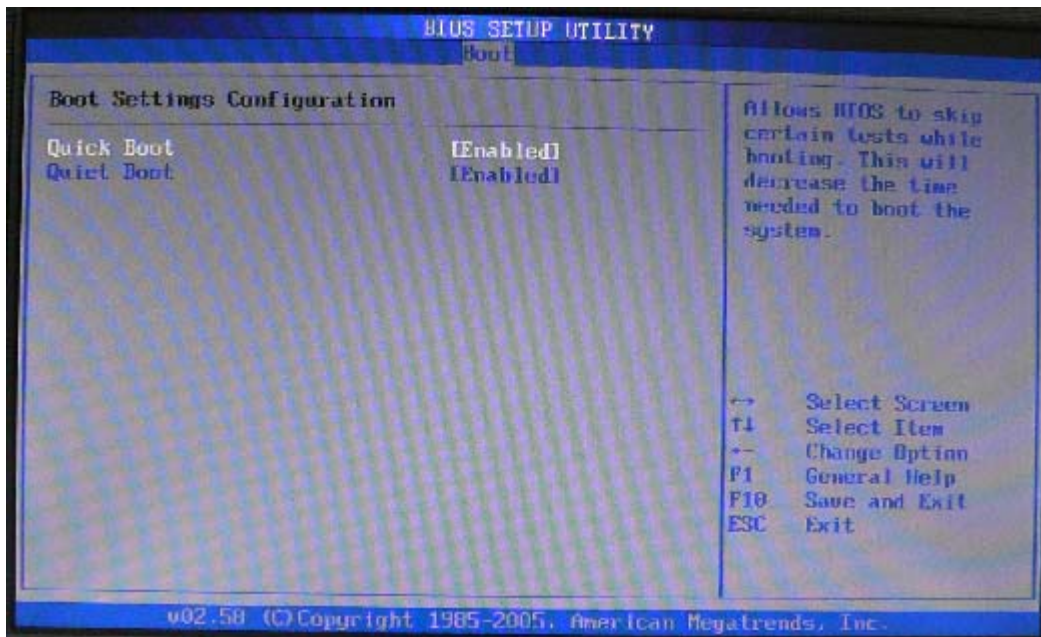 BIOS SETUP UTILITY
Boot
Boot Settings Configuration
Quick Boot [Enabled]
Quiet Boot [Enabled]
Allows BIOS to skip
certain tests while
booting. This will
decrease the time
needed to boot the
system.
↔ Select Screen
↑↓ Select Item
+- Change Option
F1 General Help
F10 Save and Exit
ESC Exit
v02.58 (C)Copyright 1985-2005, American Megatrends, Inc.